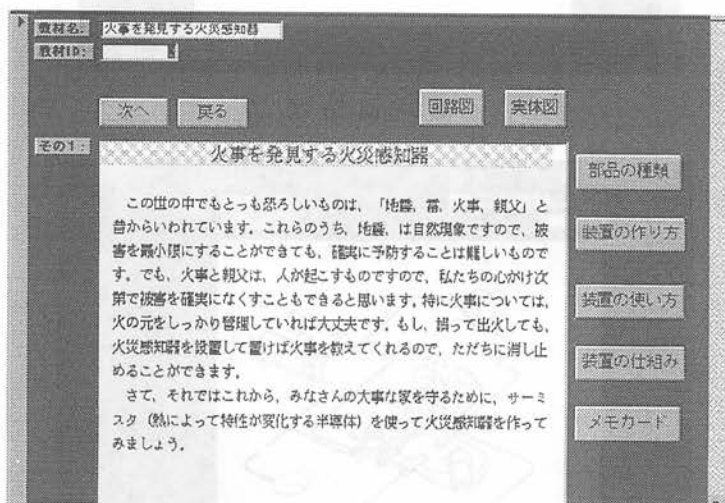 教材名: 火事を発見する火災感知器
教材ID:
次へ 戻る 回路図 実体図
その1:
火事を発見する火災感知器
この世の中でもとっも恐ろしいものは、「地震、雷、火事、親父」と
昔からいわれています。これらのうち、地震、は自然現象ですので、被
害を最小限にすることができても、確実に予防することは難しいもので
す。でも、火事と親父は、人が起こすものですので、私たちの心がけ次
第で被害を確実になくすこともできると思います。特に火事については、
火の元をしっかり管理していれば大丈夫です。もし、誤って出火しても、
火災感知器を設置して置けば火事を教えてくれるので、ただちに消し止
めることができます。
さて、それではこれから、みなさんの大事な家を守るために、サーミ
スタ（熱によって特性が変化する半導体）を使って火災感知器を作って
みましょう。
部品の種類
装置の作り方
装置の使い方
装置の仕組み
メモカード